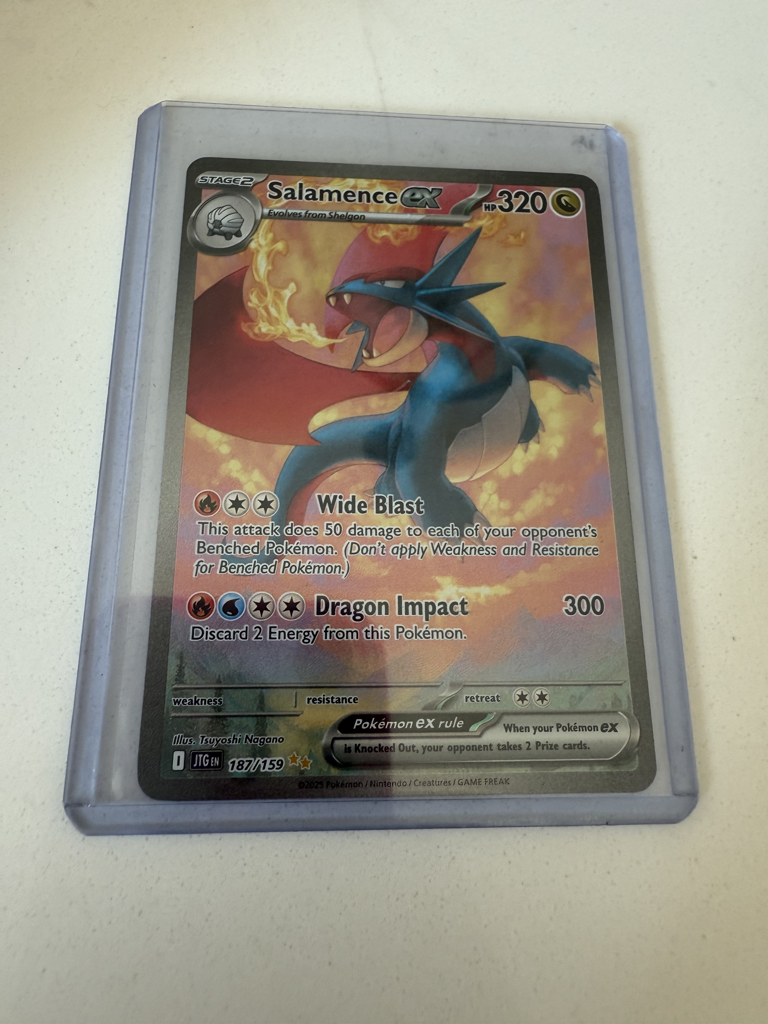 STAGE2 Salamence ex HP320
Evolves from Shelgon
Wide Blast
This attack does 50 damage to each of your opponent's
Benched Pokémon. (Don't apply Weakness and Resistance
for Benched Pokémon.)
Dragon Impact 300
Discard 2 Energy from this Pokémon.
weakness resistance retreat
Pokémon ex rule When your Pokémon ex
is Knocked Out, your opponent takes 2 Prize cards.
Illus. Tsuyoshi Nagano
I JTG EN 187/159
©2025 Pokémon / Nintendo / Creatures / GAME FREAK